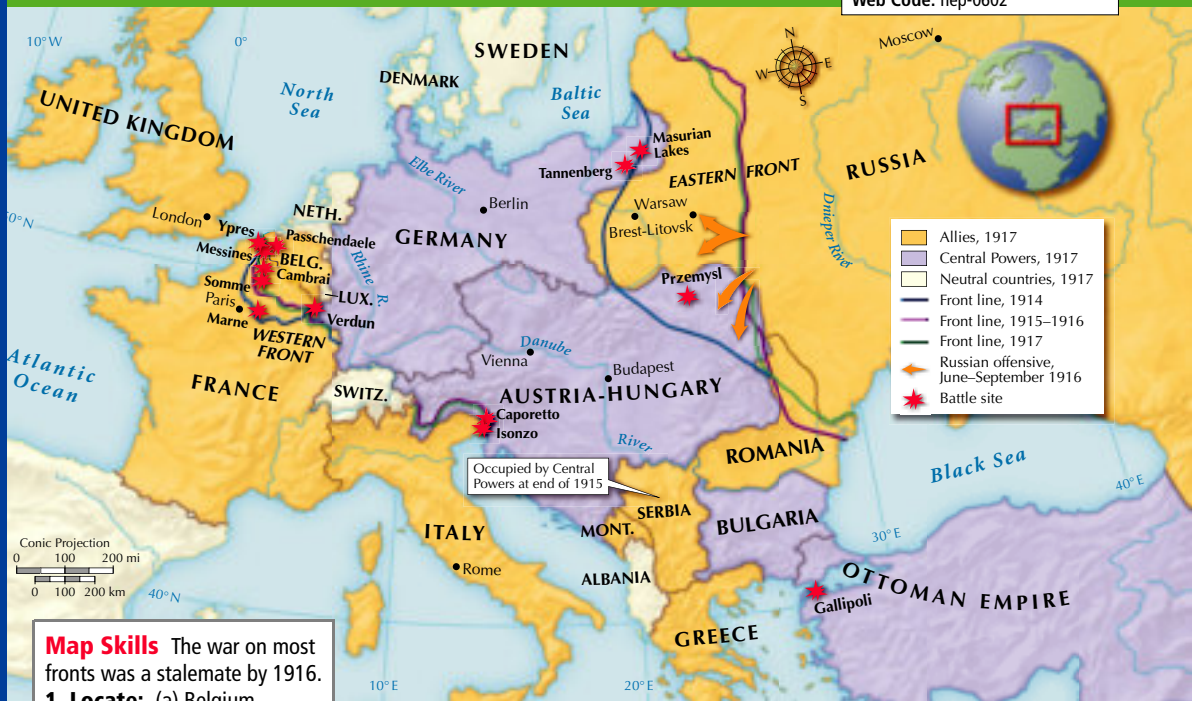 Web Code: nep-0602
10°W
0°
Moscow
N
W
E
S
SWEDEN
DENMARK
North
Sea
Baltic
Sea
UNITED KINGDOM
Masurian
Lakes
Tannenberg
EASTERN FRONT
RUSSIA
Elbe River
Berlin
Warsaw
Brest-Litovsk
Dnieper River
London
NETH.
Ypres
Passchendaele
Messines
BELG.
Cambrai
Somme
GERMANY
Rhine R.
Przemysl
Paris
LUX.
Marne
Verdun
WESTERN
FRONT
Atlantic
Ocean
FRANCE
Vienna
Danube
Budapest
SWITZ.
AUSTRIA-HUNGARY
Caporetto
Isonzo
River
ROMANIA
Black Sea
40°E
Occupied by Central
Powers at end of 1915
SERBIA
BULGARIA
30°E
MONT.
ITALY
ALBANIA
Rome
OTTOMAN EMPIRE
Gallipoli
GREECE
10°E
20°E
40°N
Allies, 1917
Central Powers, 1917
Neutral countries, 1917
Front line, 1914
Front line, 1915–1916
Front line, 1917
Russian offensive,
June–September 1916
Battle site
Conic Projection
0 100 200 mi
0 100 200 km
Map Skills The war on most
fronts was a stalemate by 1916.
1. Locate: (a) Belgium